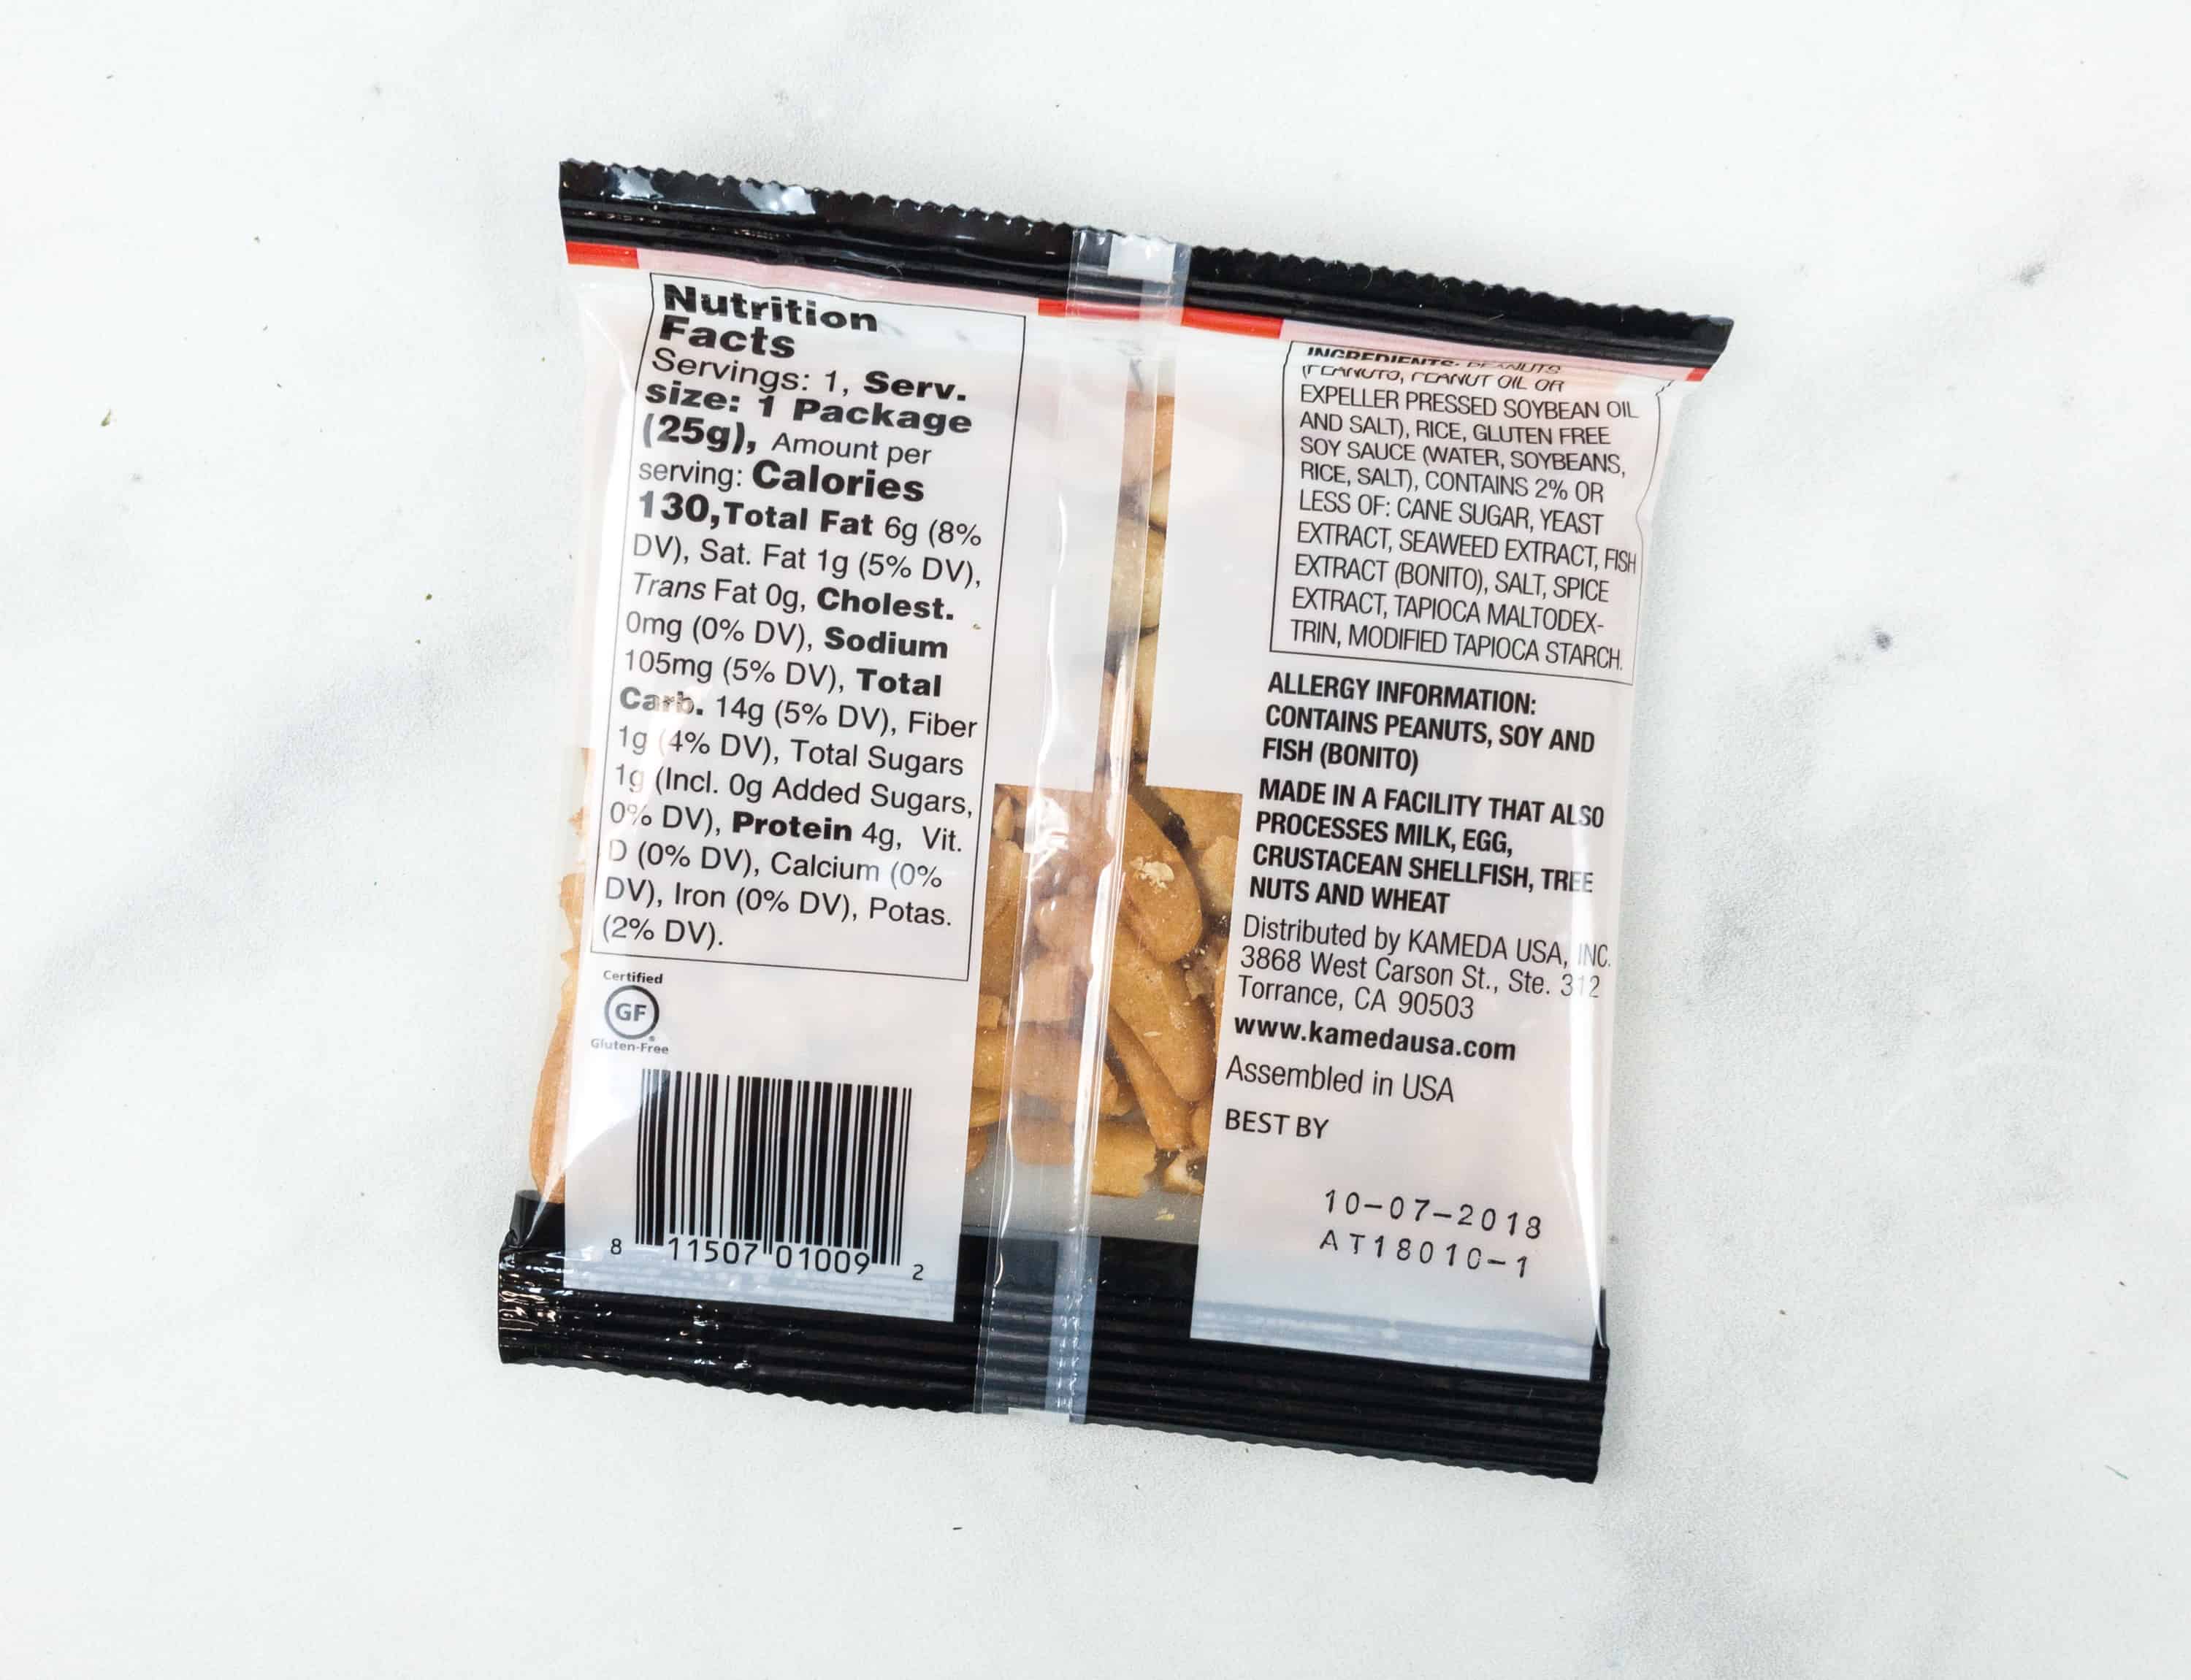 Nutrition
Facts
Servings: 1, Serv.
size: 1 Package
(25g), Amount per
serving: Calories
130,Total Fat 6g (8%
DV), Sat. Fat 1g (5% DV),
Trans Fat 0g, Cholest.
0mg (0% DV), Sodium
105mg (5% DV), Total
Carb. 14g (5% DV), Fiber
1g (4% DV), Total Sugars
1g (Incl. 0g Added Sugars,
0% DV), Protein 4g, Vit.
D (0% DV), Calcium (0%
DV), Iron (0% DV), Potas.
(2% DV).
Certified
GF
Gluten-Free
8 11507 01009 2
INGREDIENTS: PEANUTS
(PEANUTS, PEANUT OIL OR
EXPELLER PRESSED SOYBEAN OIL
AND SALT), RICE, GLUTEN FREE
SOY SAUCE (WATER, SOYBEANS,
RICE, SALT), CONTAINS 2% OR
LESS OF: CANE SUGAR, YEAST
EXTRACT, SEAWEED EXTRACT, FISH
EXTRACT (BONITO), SALT, SPICE
EXTRACT, TAPIOCA MALTODEX-
TRIN, MODIFIED TAPIOCA STARCH.
ALLERGY INFORMATION:
CONTAINS PEANUTS, SOY AND
FISH (BONITO)
MADE IN A FACILITY THAT ALSO
PROCESSES MILK, EGG,
CRUSTACEAN SHELLFISH, TREE
NUTS AND WHEAT
Distributed by KAMEDA USA, INC.
3868 West Carson St., Ste. 312
Torrance, CA 90503
www.kamedausa.com
Assembled in USA
BEST BY
10-07-2018
AT18010-1